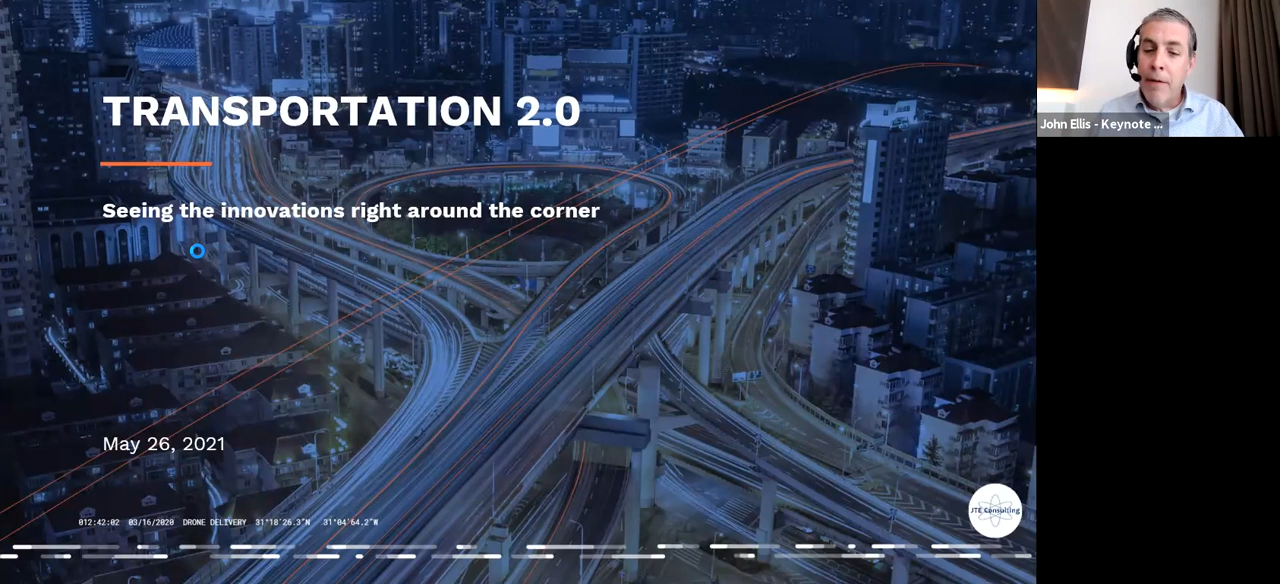 TRANSPORTATION 2.0
Seeing the innovations right around the corner
May 26, 2021
012:42:02 03/16/2020 DRONE DELIVERY 31°18'26.3"N 31°04'64.2"W
JTE Consulting
John Ellis - Keynote ...